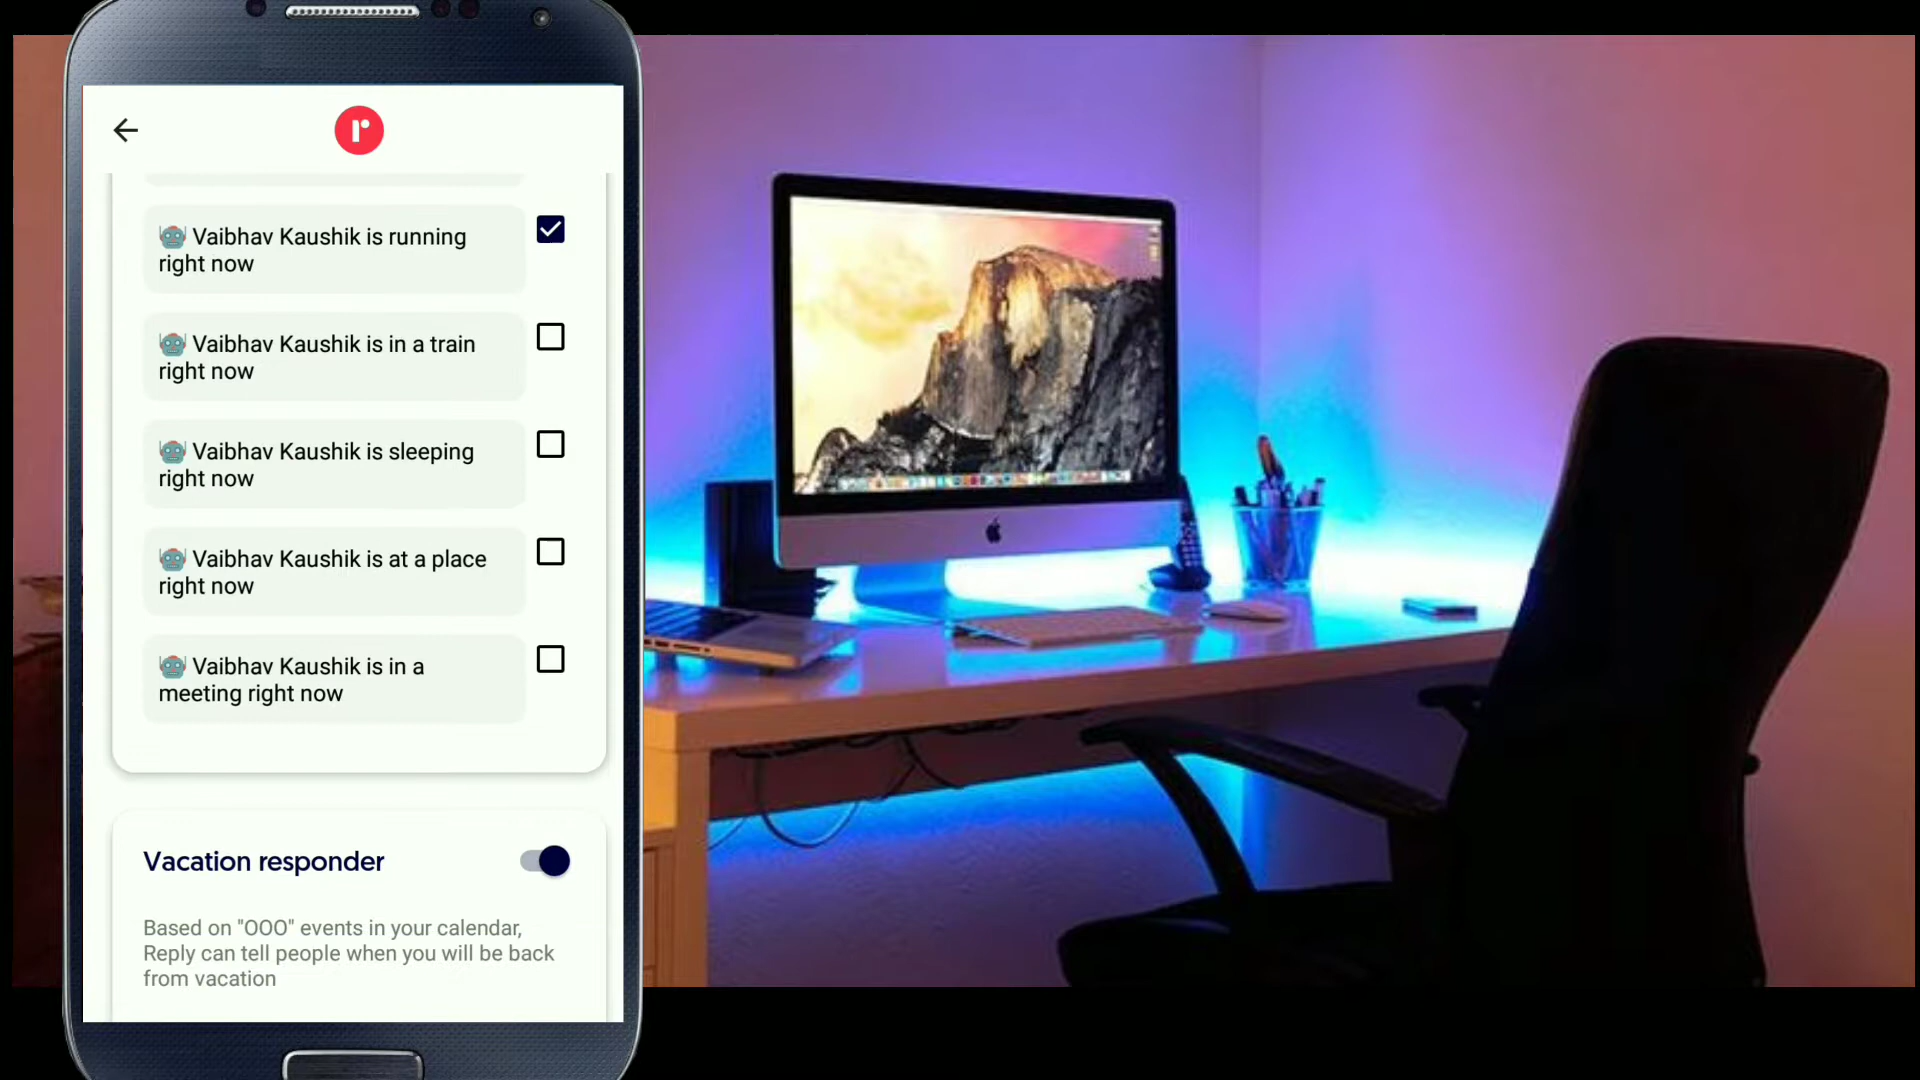 r
Vaibhav Kaushik is running
right now
Vaibhav Kaushik is in a train
right now
Vaibhav Kaushik is sleeping
right now
Vaibhav Kaushik is at a place
right now
Vaibhav Kaushik is in a
meeting right now
Vacation responder
Based on "OOO" events in your calendar,
Reply can tell people when you will be back
from vacation